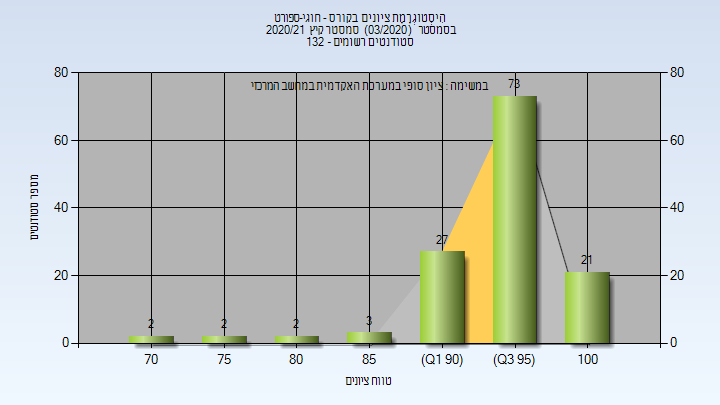 היסטוגרמת ציונים בקורס - חוגי-ספורט
בסמסטר (03/2020) סמסטר קיץ 2020/21
סטודנטים רשומים - 132
במשימה : ציון סופי במערכת האקדמית במחשב המרכזי
80
60
40
20
0
80
60
40
20
0
מספר סטודנטים
2
2
2
3
27
73
21
70
75
80
85
(Q1 90)
(Q3 95)
100
טווח ציונים